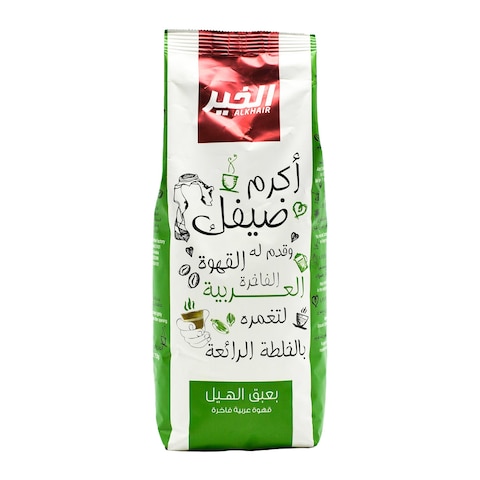 الخير
ALKHAIR
أكرم
ضيفك
وقدم له
القهوة
الفاخرة
العربية
لتغمره
بالخلطة الرائعة
بعبق الهيل
قهوة عربية فاخرة